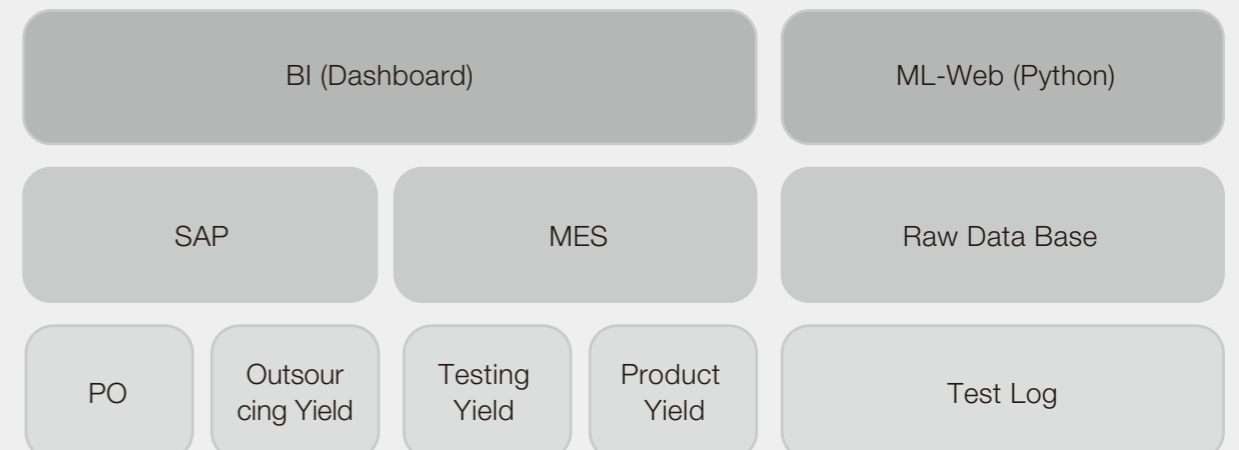 BI (Dashboard)
ML-Web (Python)
SAP
MES
Raw Data Base
PO
Outsour
cing Yield
Testing
Yield
Product
Yield
Test Log